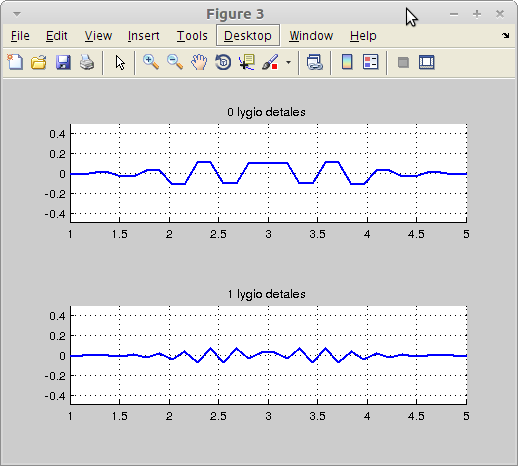 Figure 3
File Edit View Insert Tools Desktop Window Help
0 lygio detales
0.4
0.2
0
-0.2
-0.4
1 1.5 2 2.5 3 3.5 4 4.5 5
1 lygio detales
0.4
0.2
0
-0.2
-0.4
1 1.5 2 2.5 3 3.5 4 4.5 5